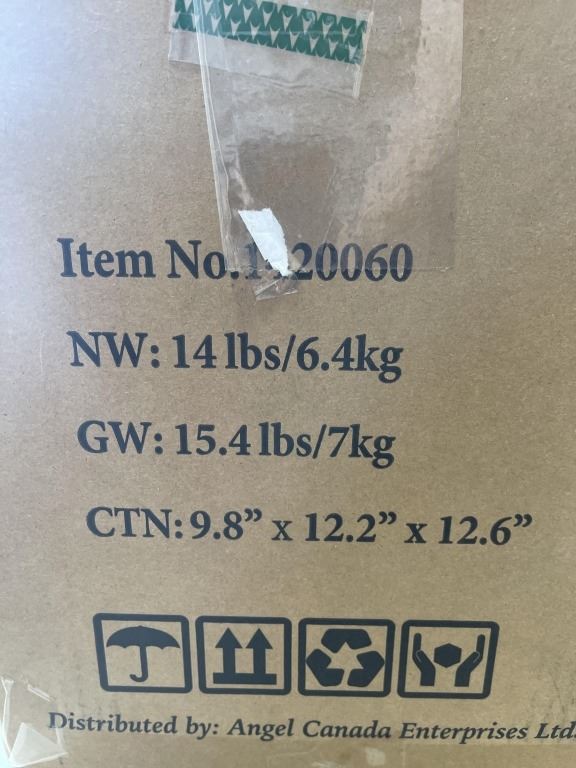 Item No.
NW: 14 lbs/6.4kg
GW: 15.4 lbs/7kg
CTN: 9.8” x 12.2” x 12.6”
Distributed by: Angel Canada Enterprises Ltd.